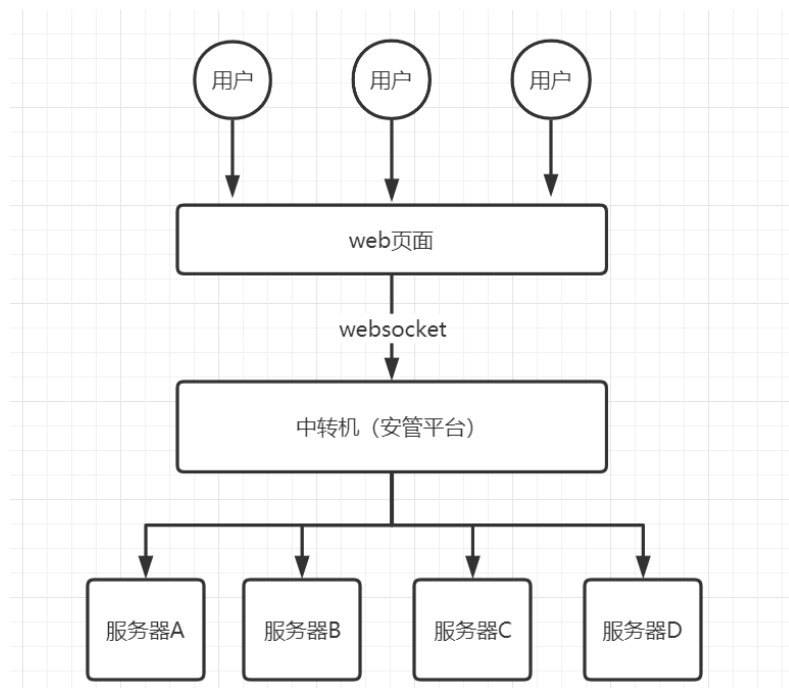 用户
用户
用户
web页面
websocket
中转机（安管平台）
服务器A
服务器B
服务器C
服务器D